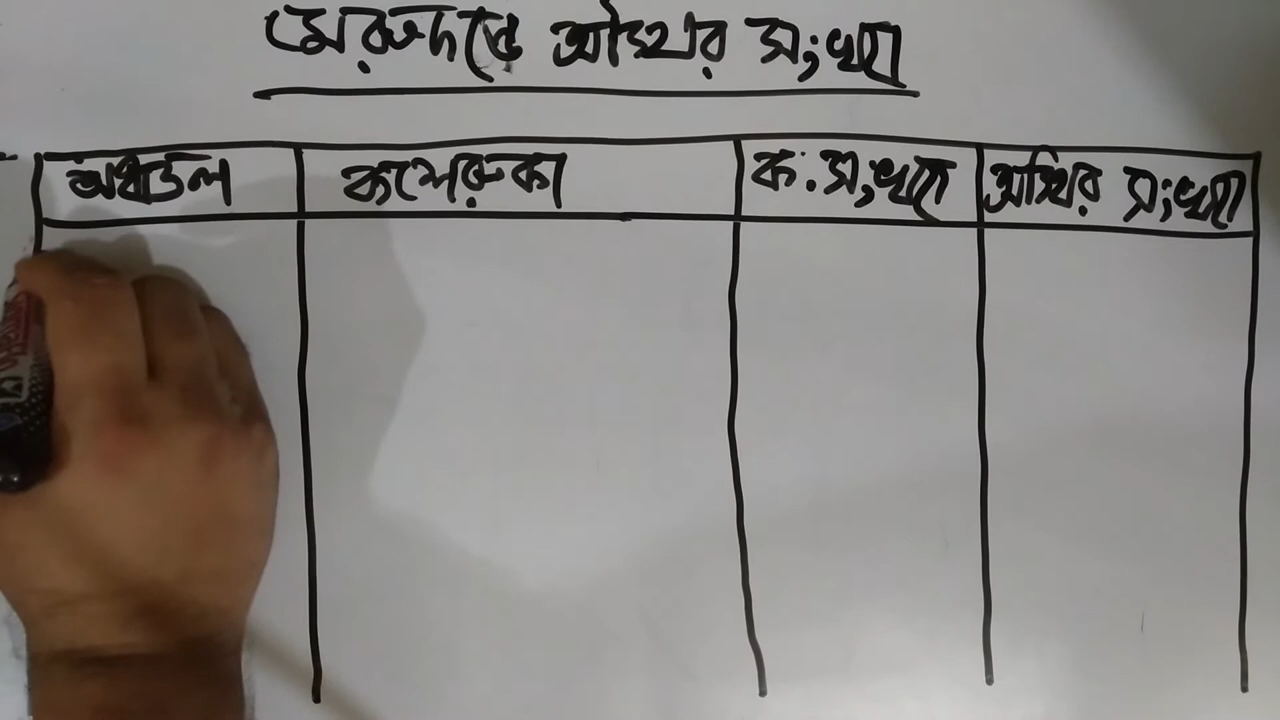 মেরুদণ্ডে অস্থির সংখ্যা
অঞ্চল কশেরুকা ক: সংখ্যা অস্থির সংখ্যা